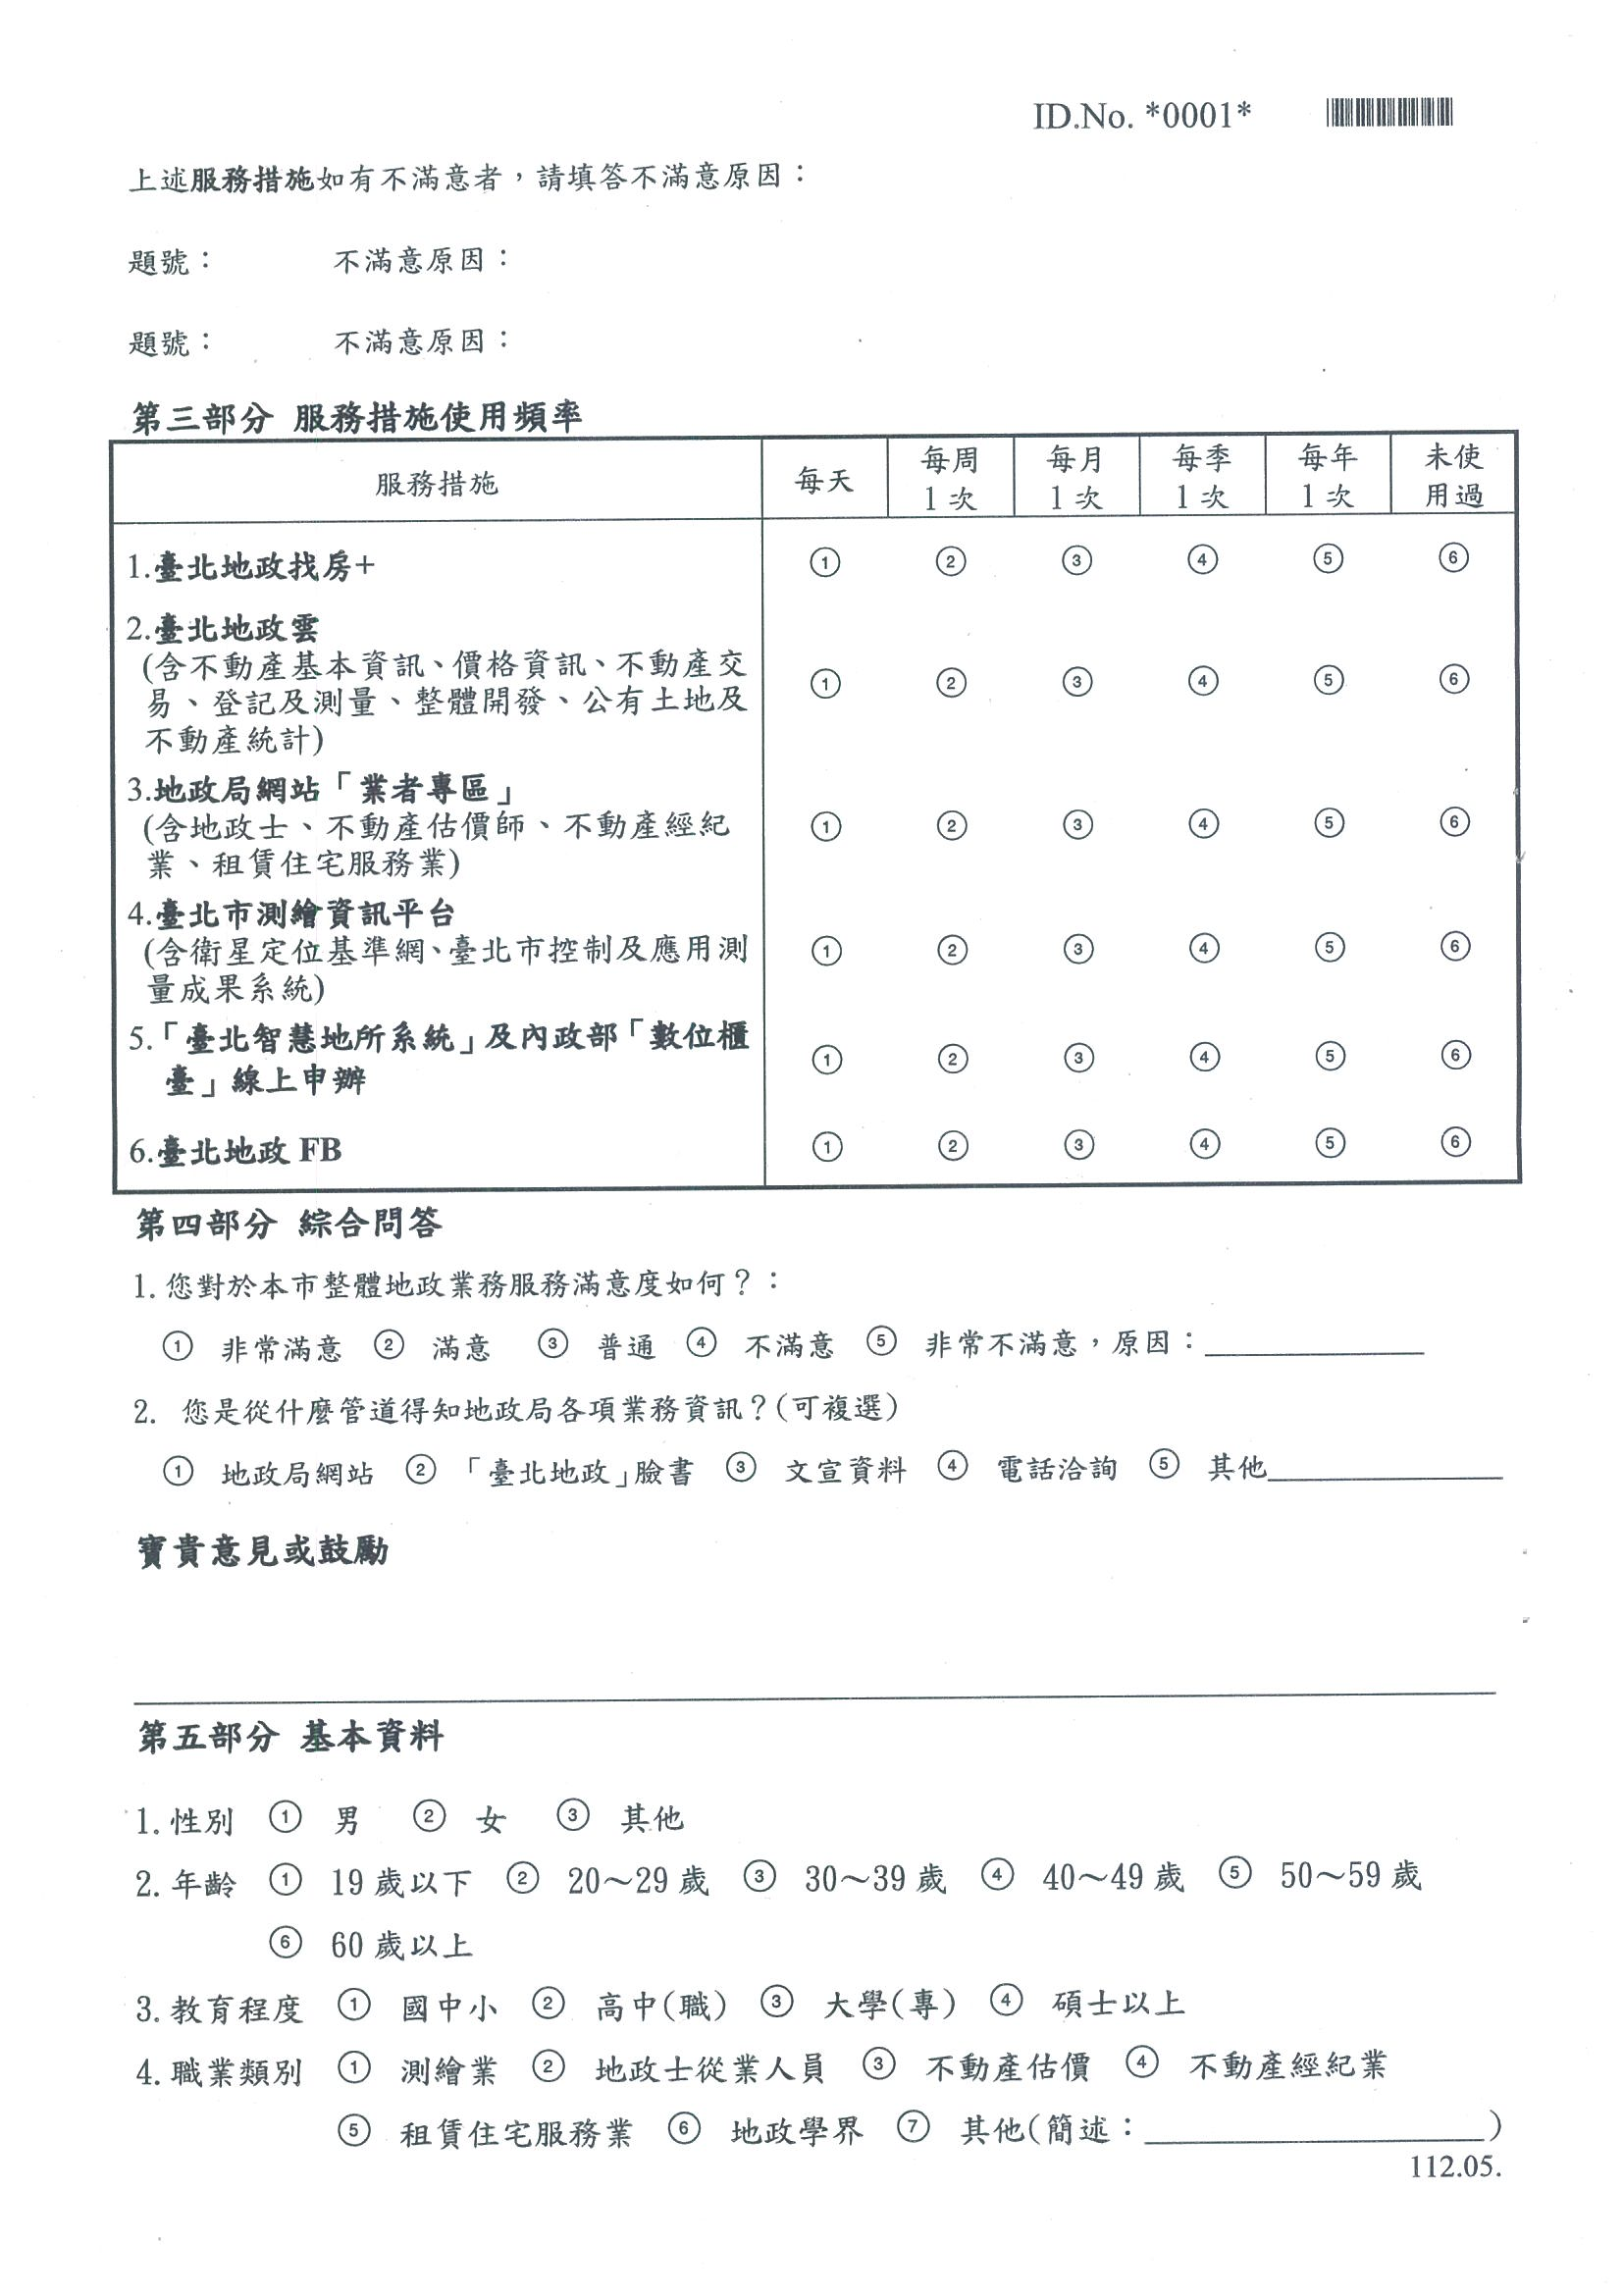 ID.No. *0001*
上述服務措施如有不滿意者，請填答不滿意原因：
題號： 不滿意原因：
題號： 不滿意原因：
第三部分 服務措施使用頻率
服務措施 每天 每周1次 每月1次 每季1次 每年1次 未使用過
1.臺北地政找房+ ① ② ③ ④ ⑤ ⑥
2.臺北地政雲
(含不動產基本資訊、價格資訊、不動產交
易、登記及測量、整體開發、公有土地及
不動產統計) ① ② ③ ④ ⑤ ⑥
3.地政局網站「業者專區」
(含地政士、不動產估價師、不動產經紀
業、租賃住宅服務業) ① ② ③ ④ ⑤ ⑥
4.臺北市測繪資訊平台
(含衛星定位基準網、臺北市控制及應用測
量成果系統) ① ② ③ ④ ⑤ ⑥
5.「臺北智慧地所系統」及內政部「數位櫃
臺」線上申辦 ① ② ③ ④ ⑤ ⑥
6.臺北地政 FB ① ② ③ ④ ⑤ ⑥
第四部分 綜合問答
1.您對於本市整體地政業務服務滿意度如何？：
① 非常滿意 ② 滿意 ③ 普通 ④ 不滿意 ⑤ 非常不滿意，原因：
2. 您是從什麼管道得知地政局各項業務資訊？(可複選)
① 地政局網站 ② 「臺北地政」臉書 ③ 文宣資料 ④ 電話洽詢 ⑤ 其他
寶貴意見或鼓勵
第五部分 基本資料
1.性別 ① 男 ② 女 ③ 其他
2.年齡 ① 19歲以下 ② 20～29歲 ③ 30～39歲 ④ 40～49歲 ⑤ 50～59歲
⑥ 60歲以上
3.教育程度 ① 國中小 ② 高中(職) ③ 大學(專) ④ 碩士以上
4.職業類別 ① 測繪業 ② 地政士從業人員 ③ 不動產估價 ④ 不動產經紀業
⑤ 租賃住宅服務業 ⑥ 地政學界 ⑦ 其他(簡述： )
112.05.